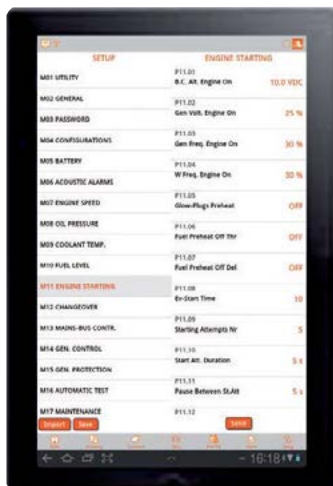 SETUP
M01 UTILITY
M02 GENERAL
M03 PASSWORD
M04 CONFIGURATIONS
M05 BATTERY
M06 ACOUSTIC ALARMS
M07 ENGINE SPEED
M08 OIL PRESSURE
M09 COOLANT TEMP.
M10 FUEL LEVEL
M11 ENGINE STARTING
M12 CHANGEOVER
M13 MAINS-BUS CONTR.
M14 GEN. CONTROL
M15 GEN. PROTECTION
M16 AUTOMATIC TEST
M17 MAINTENANCE
Import Save
ENGINE STARTING
P11.01
B.C. Alt. Engine On 10.0 VDC
P11.02
Gen Volt. Engine On 25 %
P11.03
Gen Freq. Engine On 30 %
P11.04
W Freq. Engine On 30 %
P11.05
Glow-Plugs Preheat OFF
P11.06
Fuel Preheat Off Thr OFF
P11.07
Fuel Preheat Off Del OFF
P11.08
Ev-Start Time 10
P11.09
Starting Attempts Nr 5
P11.10
Start Att. Duration 5 s
P11.11
Pause Between St.Att 5 s
P11.12
Send
16:18